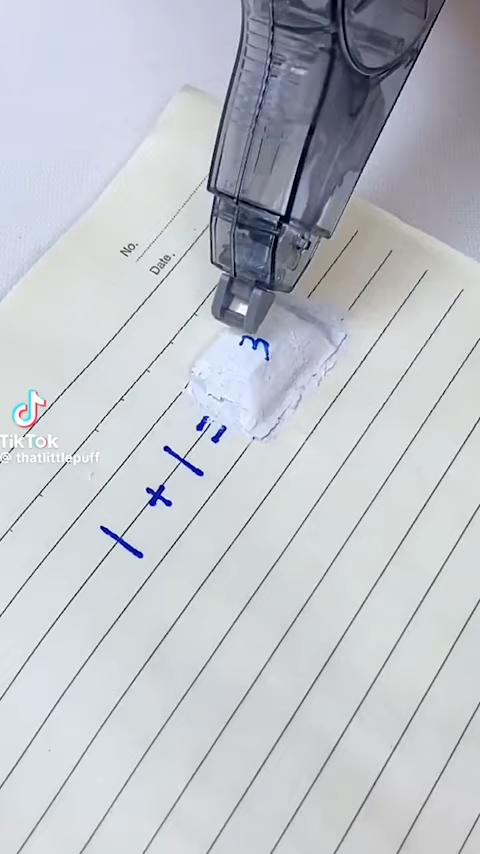 No.
Date.
1 + 1 = 3
TikTok
@ thatlittlepuff